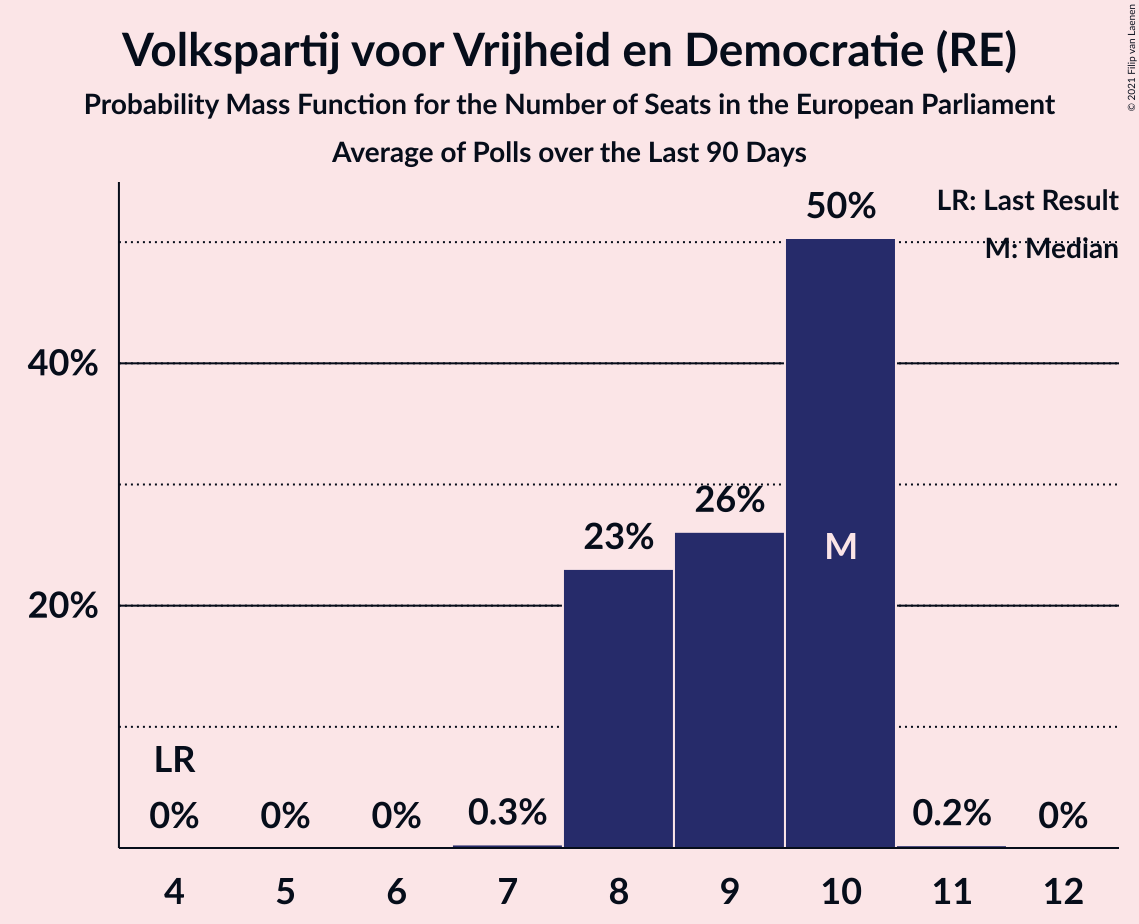 Volkspartij voor Vrijheid en Democratie (RE)
Probability Mass Function for the Number of Seats in the European Parliament
Average of Polls over the Last 90 Days
© 2021 Filip van Laenen
LR: Last Result
M: Median
50%
40%
26%
23%
M
20%
LR
0% 0% 0% 0.3% 0.2% 0%
4 5 6 7 8 9 10 11 12